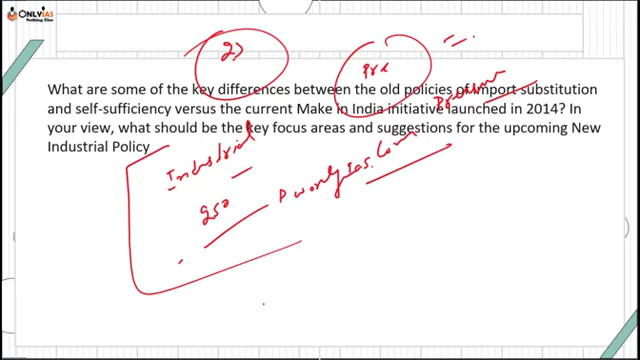 ONLYIAS
Nothing Else
23
Pre
What are some of the key differences between the old policies of import substitution
and self-sufficiency versus the current Make in India initiative launched in 2014? In
your view, what should be the key focus areas and suggestions for the upcoming New
Industrial Policy
Industrial
250
pwonlyias.com